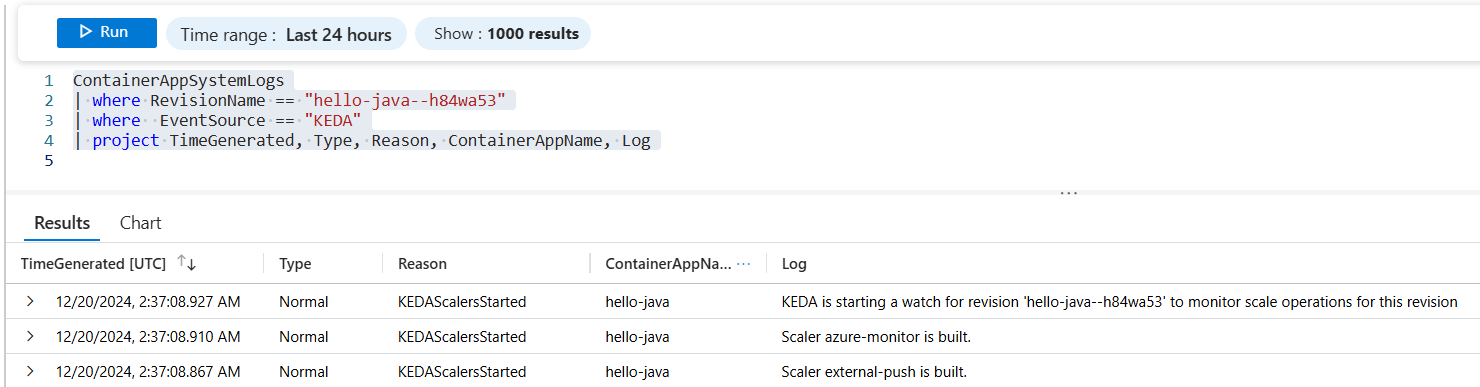 Run
Time range : Last 24 hours
Show : 1000 results
1 ContainerAppSystemLogs
2 | where RevisionName == "hello-java--h84wa53"
3 | where  EventSource == "KEDA"
4 | project TimeGenerated, Type, Reason, ContainerAppName, Log
5
...
Results Chart
TimeGenerated [UTC] Type Reason ContainerAppNa... ... Log
12/20/2024, 2:37:08.927 AM Normal KEDAScalersStarted hello-java KEDA is starting a watch for revision 'hello-java--h84wa53' to monitor scale operations for this revision
12/20/2024, 2:37:08.910 AM Normal KEDAScalersStarted hello-java Scaler azure-monitor is built.
12/20/2024, 2:37:08.867 AM Normal KEDAScalersStarted hello-java Scaler external-push is built.